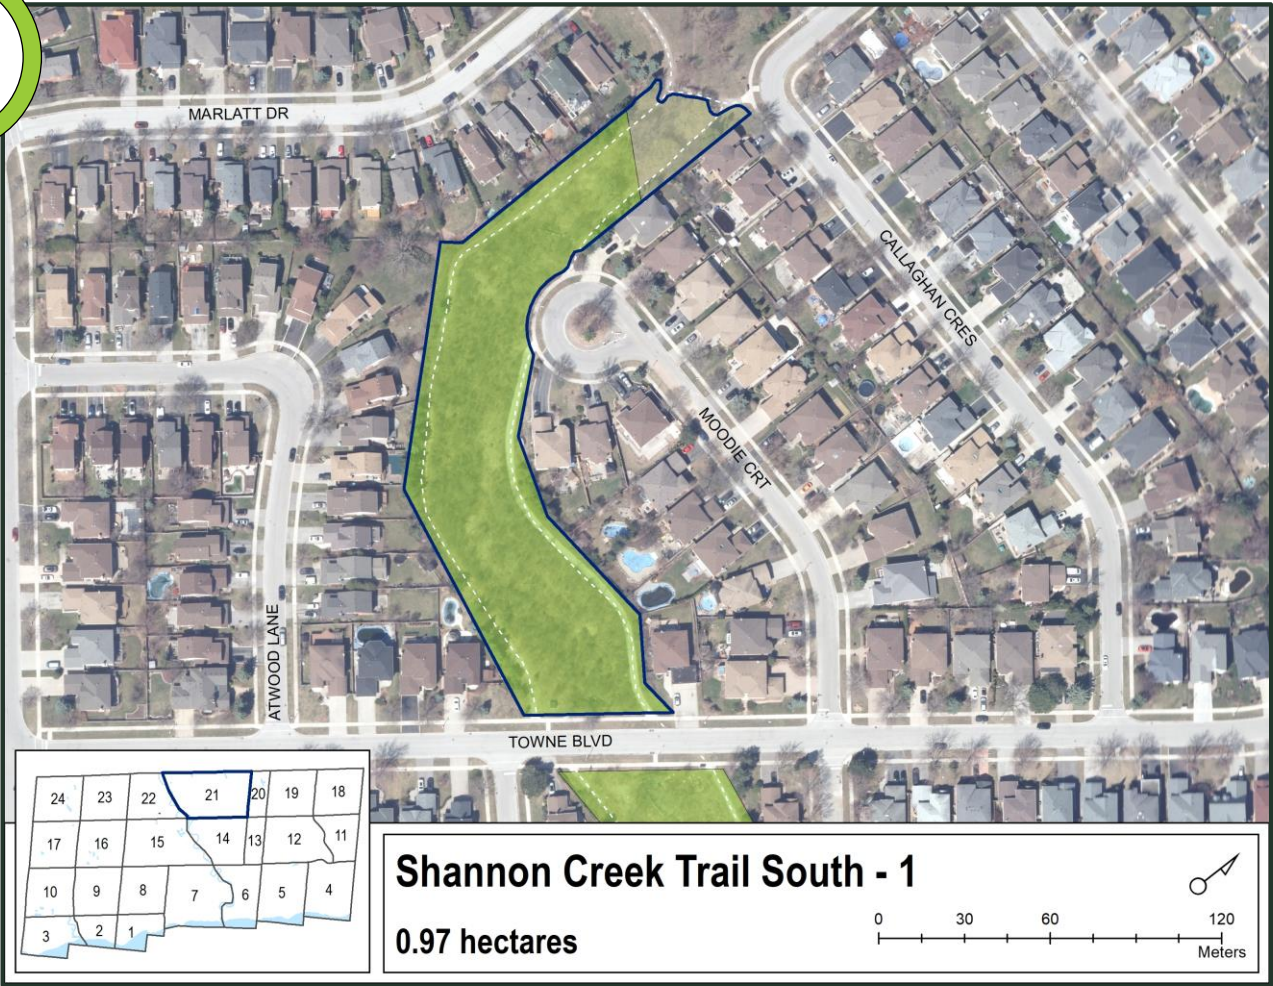 MARLATT DR
CALLAGHAN CRES
MOODIE CRT
ATWOOD LANE
TOWNE BLVD
24 23 22 21 20 19 18
17 16 15 14 13 12 11
10 9 8 7 6 5 4
3 2 1
Shannon Creek Trail South - 1
0.97 hectares
0 30 60 120
Meters